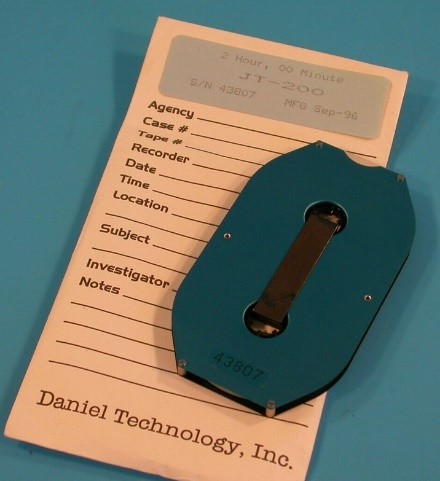 2 Hour, 00 Minute
JT-200
S/N 43807 MFG Sep-96
Agency
Case #
Tape #
Recorder
Date
Time
Location
Subject
Investigator
Notes
43807
Daniel Technology, Inc.